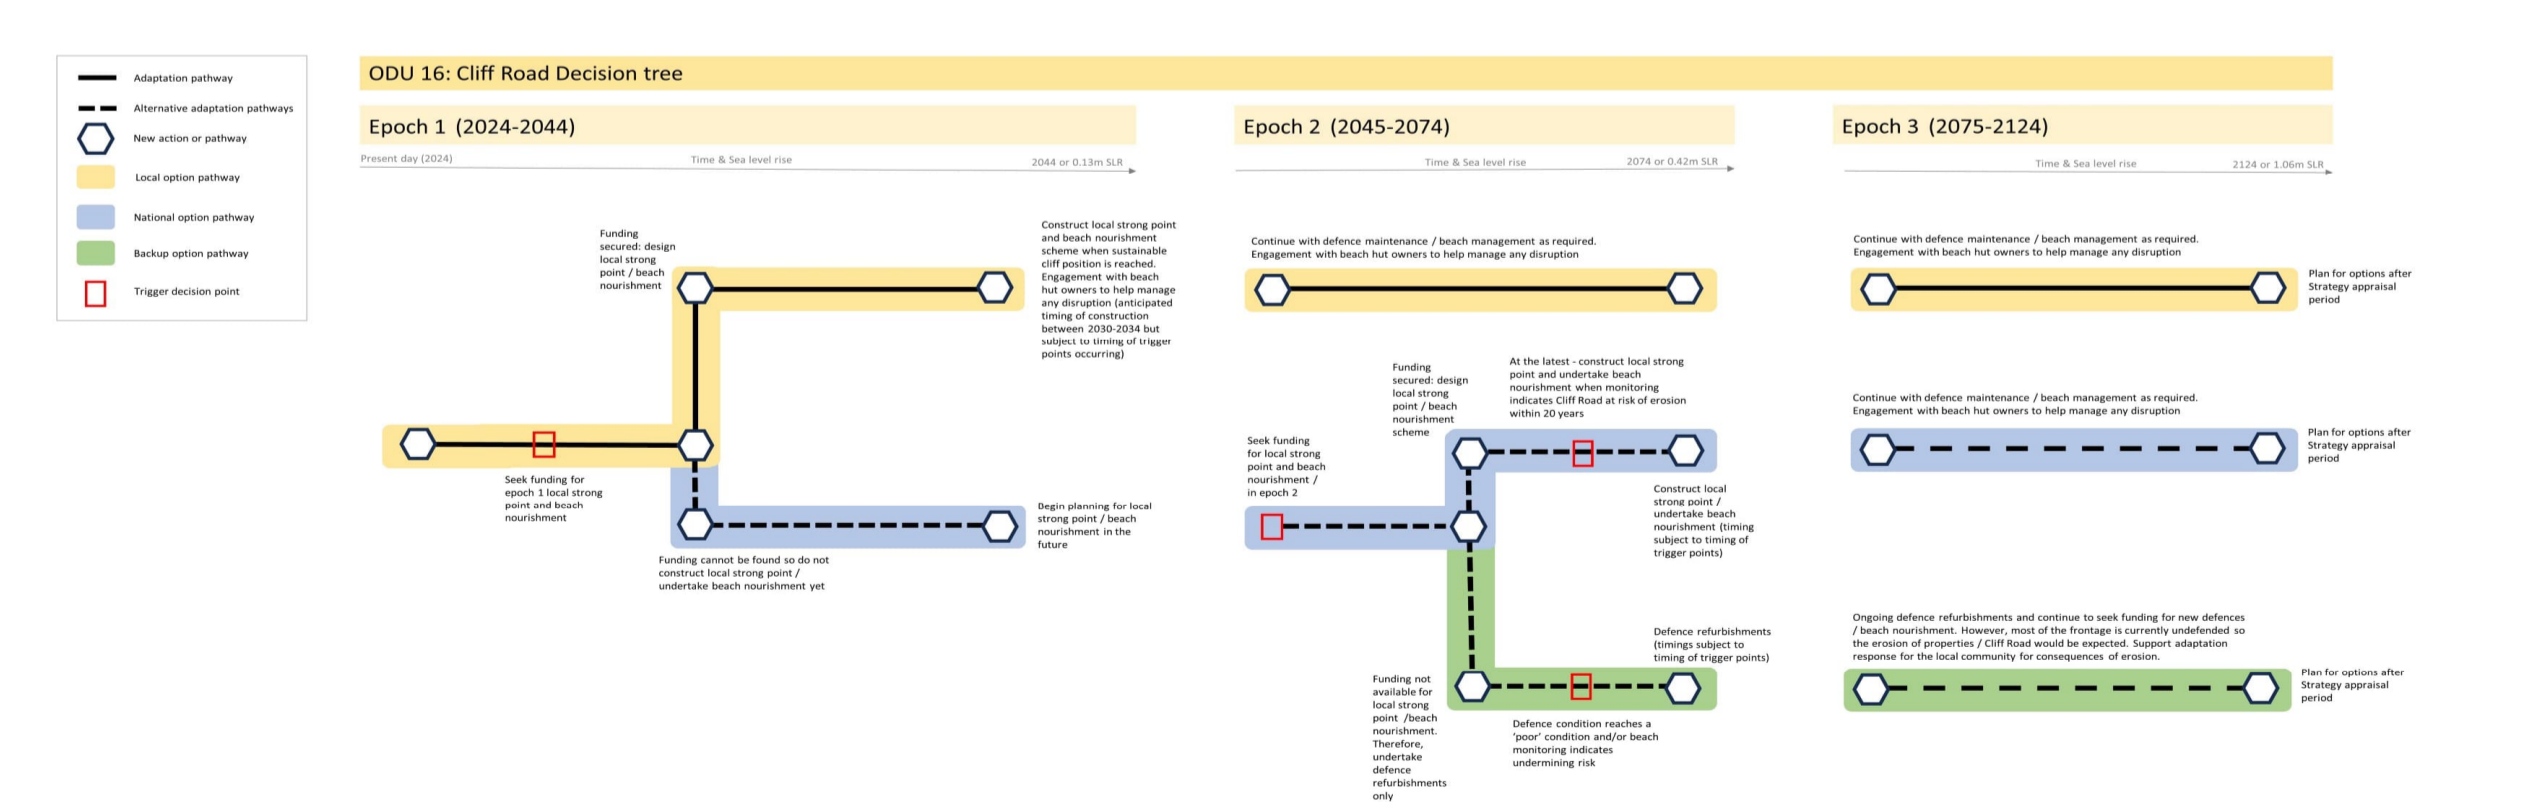 Adaptation pathway
Alternative adaptation pathways
New action or pathway
Local option pathway
National option pathway
Backup option pathway
Trigger decision point
ODU 16: Cliff Road Decision tree
Epoch 1 (2024-2044)
Present day (2024)
Time & Sea level rise
2044 or 0.13m SLR
Funding
secured: design
local strong
point / beach
nourishment
Construct local strong point
and beach nourishment
scheme when sustainable
cliff position is reached.
Engagement with beach
hut owners to help manage
any disruption (anticipated
timing of construction
between 2030-2034 but
subject to timing of trigger
points occurring)
Seek funding for
epoch 1 local strong
point and beach
nourishment
Begin planning for local
strong point / beach
nourishment in the
future
Funding cannot be found so do not
construct local strong point /
undertake beach nourishment yet
Epoch 2 (2045-2074)
Time & Sea level rise
2074 or 0.42m SLR
Continue with defence maintenance / beach management as required.
Engagement with beach hut owners to help manage any disruption
Funding
secured: design
local strong
point / beach
nourishment
scheme
At the latest - construct local strong
point and undertake beach
nourishment when monitoring
indicates Cliff Road at risk of erosion
within 20 years
Seek funding
for local strong
point and beach
nourishment /
in epoch 2
Construct local
strong point /
undertake beach
nourishment (timing
subject to timing of
trigger points)
Defence refurbishments
(timings subject to
timing of trigger points)
Funding not
available for
local strong
point /beach
nourishment.
Therefore,
undertake
defence
refurbishments
only
Defence condition reaches a
'poor' condition and/or beach
monitoring indicates
undermining risk
Epoch 3 (2075-2124)
Time & Sea level rise
2124 or 1.06m SLR
Continue with defence maintenance / beach management as required.
Engagement with beach hut owners to help manage any disruption
Plan for options after
Strategy appraisal
period
Continue with defence maintenance / beach management as required.
Engagement with beach hut owners to help manage any disruption
Plan for options after
Strategy appraisal
period
Ongoing defence refurbishments and continue to seek funding for new defences
/ beach nourishment. However, most of the frontage is currently undefended so
the erosion of properties / Cliff Road would be expected. Support adaptation
response for the local community for consequences of erosion.
Plan for options after
Strategy appraisal
period